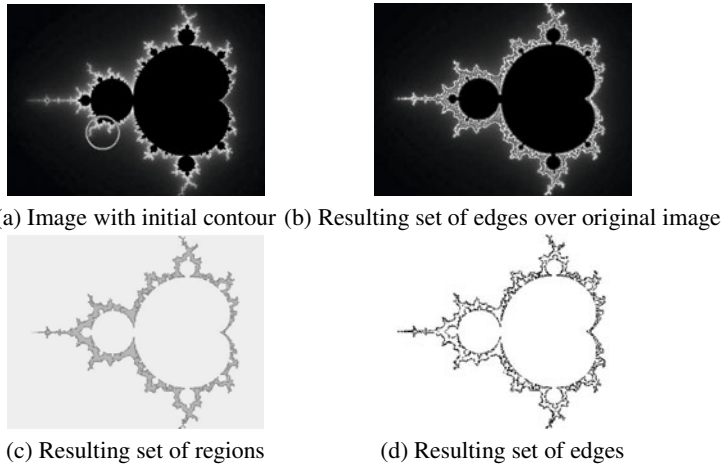 (a) Image with initial contour (b) Resulting set of edges over original image
(c) Resulting set of regions (d) Resulting set of edges